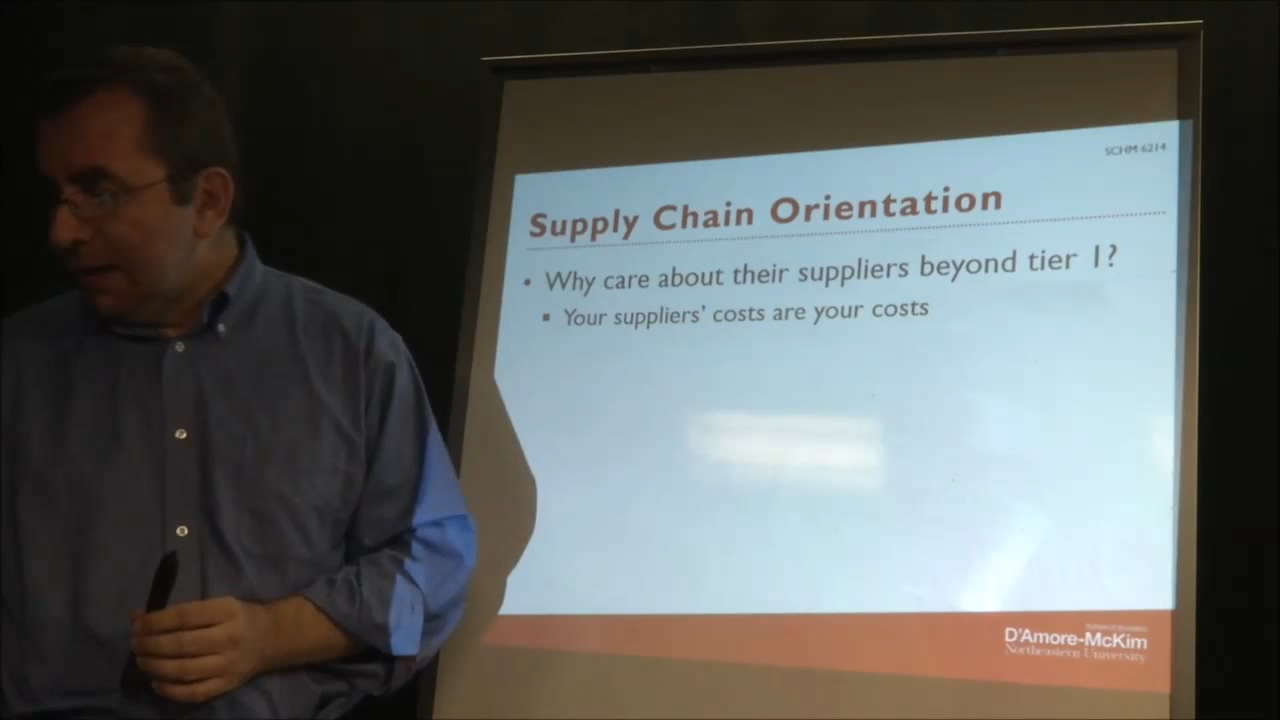 SCHM 6214
Supply Chain Orientation
• Why care about their suppliers beyond tier 1?
▪ Your suppliers' costs are your costs
D'Amore-McKim
Northeastern University